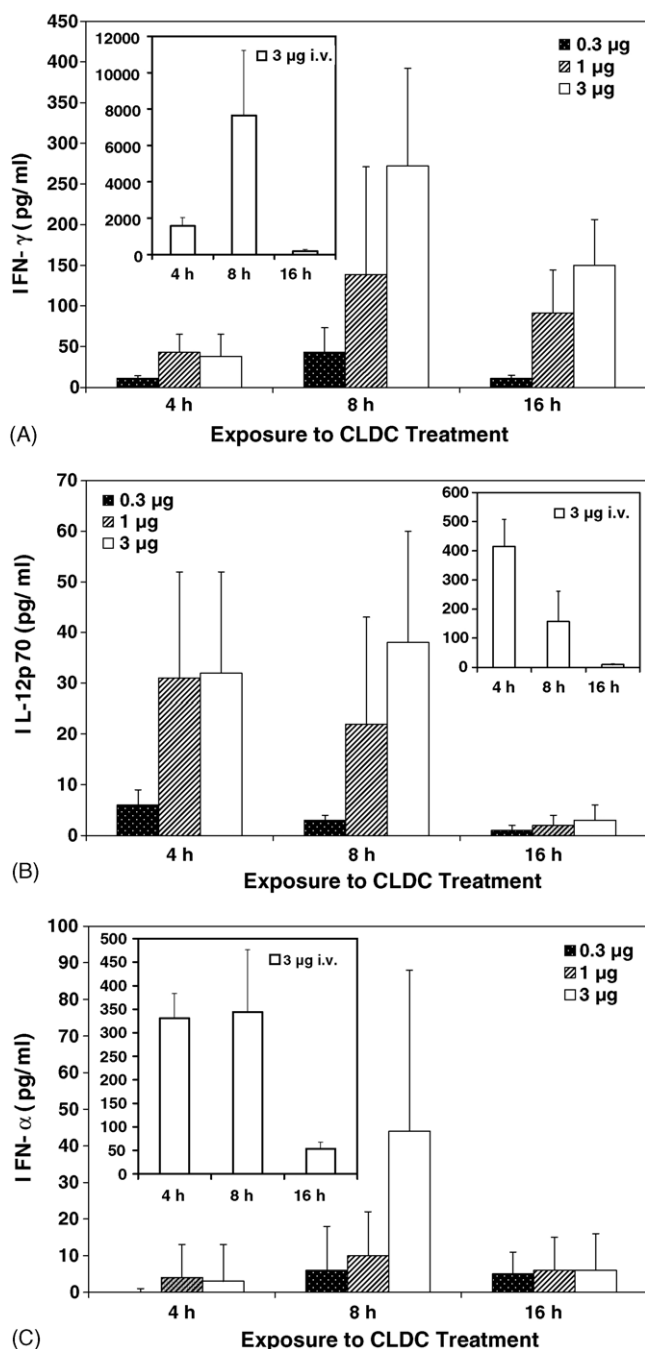 450
400
350
300
250
200
150
100
50
0
IFN- γ (pg/ ml)
12000
10000
8000
6000
4000
2000
0
3 µg i.v.
4 h 8 h 16 h
0.3 µg
1 µg
3 µg
4 h 8 h 16 h
(A) Exposure to CLDC Treatment
70
60
50
40
30
20
10
0
IL-12p70 (pg/ ml)
0.3 µg
1 µg
3 µg
600
500
400
300
200
100
0
3 µg i.v.
4 h 8 h 16 h
4 h 8 h 16 h
(B) Exposure to CLDC Treatment
100
90
80
70
60
50
40
30
20
10
0
IFN- α (pg/ ml)
500
450
400
350
300
250
200
150
100
50
0
3 µg i.v.
4 h 8 h 16 h
0.3 µg
1 µg
3 µg
4 h 8 h 16 h
(C) Exposure to CLDC Treatment